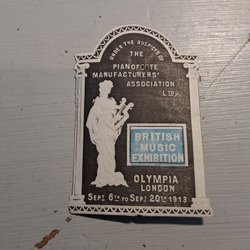 UNDER THE AUSPICES OF
THE
PIANOFORTE
MANUFACTURERS'
ASSOCIATION
LTD.
BRITISH
MUSIC
EXHIBITION
OLYMPIA
LONDON
SEPT 6TH TO SEPT 20TH 1913